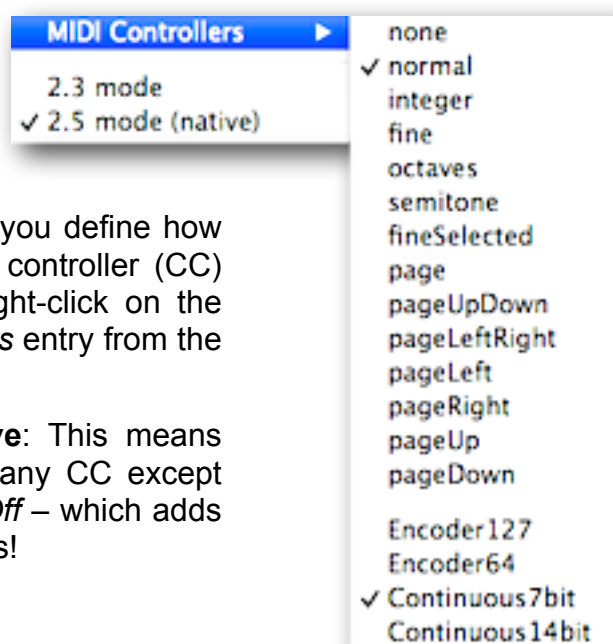 MIDI Controllers
2.3 mode
✓ 2.5 mode (native)
none
✓ normal
integer
fine
octaves
semitone
fineSelected
page
pageUpDown
pageLeftRight
pageLeft
pageRight
pageUp
pageDown
Encoder127
Encoder64
✓ Continuous7bit
Continuous14bit
you define how
controller (CC)
ght-click on the
s entry from the
ve: This means
any CC except
Off – which adds
s!